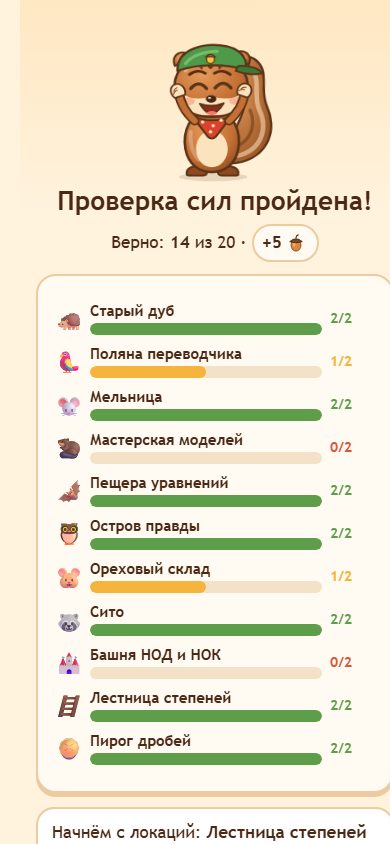 Проверка сил пройдена!
Верно: 14 из 20 · +5
Старый дуб 2/2
Поляна переводчика 1/2
Мельница 2/2
Мастерская моделей 0/2
Пещера уравнений 2/2
Остров правды 2/2
Ореховый склад 1/2
Сито 2/2
Башня НОД и НОК 0/2
Лестница степеней 2/2
Пирог дробей 2/2
Начнём с локаций: Лестница степеней